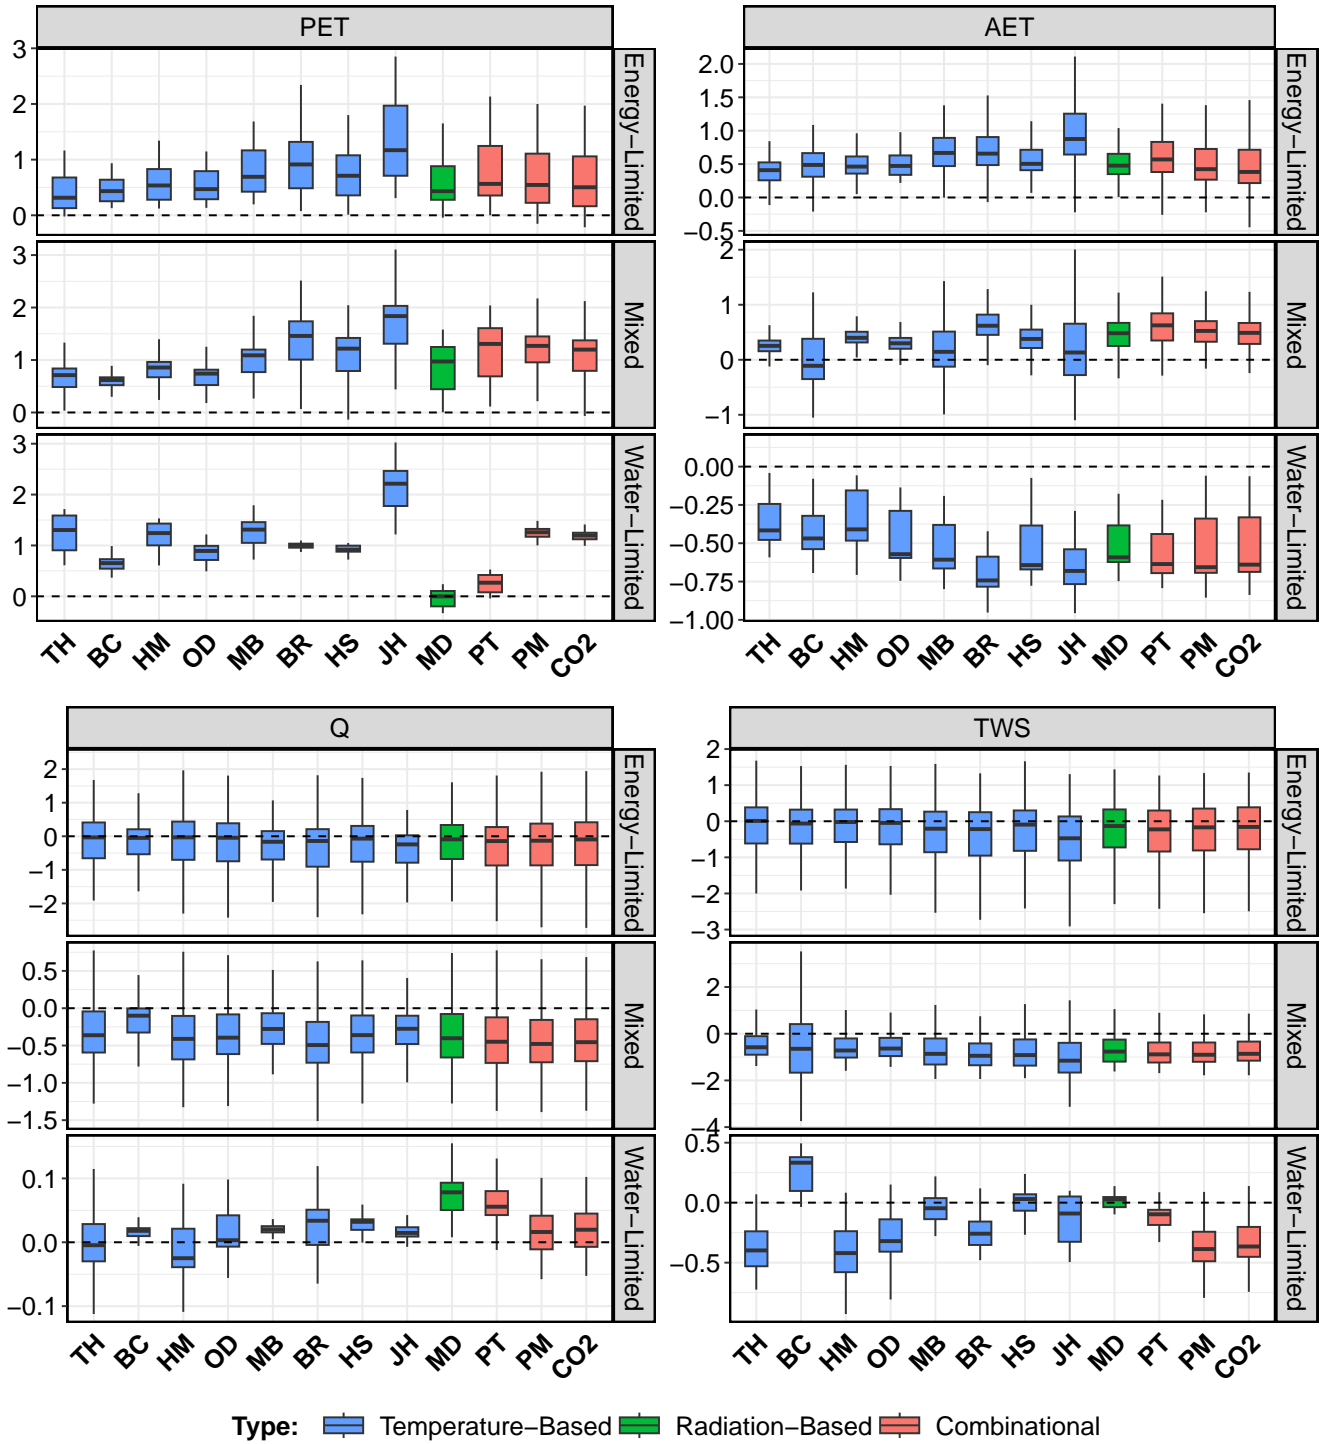 PET
3
2
1
0
Energy−Limited
3
2
1
0
Mixed
3
2
1
0
Water−Limited
TH BC HM OD MB BR HS JH MD PT PM CO2
AET
2.0
1.5
1.0
0.5
0.0
−0.5
Energy−Limited
2
1
0
−1
Mixed
0.00
−0.25
−0.50
−0.75
−1.00
Water−Limited
TH BC HM OD MB BR HS JH MD PT PM CO2
Q
2
1
0
−1
−2
Energy−Limited
0.5
0.0
−0.5
−1.0
−1.5
Mixed
0.1
0.0
−0.1
Water−Limited
TH BC HM OD MB BR HS JH MD PT PM CO2
TWS
2
1
0
−1
−2
−3
Energy−Limited
2
0
−2
−4
Mixed
0.5
0.0
−0.5
Water−Limited
TH BC HM OD MB BR HS JH MD PT PM CO2
Type: Temperature−Based Radiation−Based Combinational